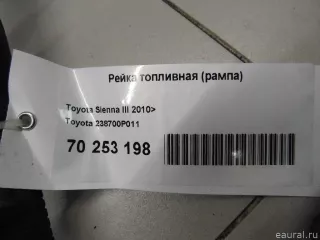 Рейка топливная (рампа)
Toyota Sienna III 2010>
Toyota 238700P011
70 253 198
eaural.ru